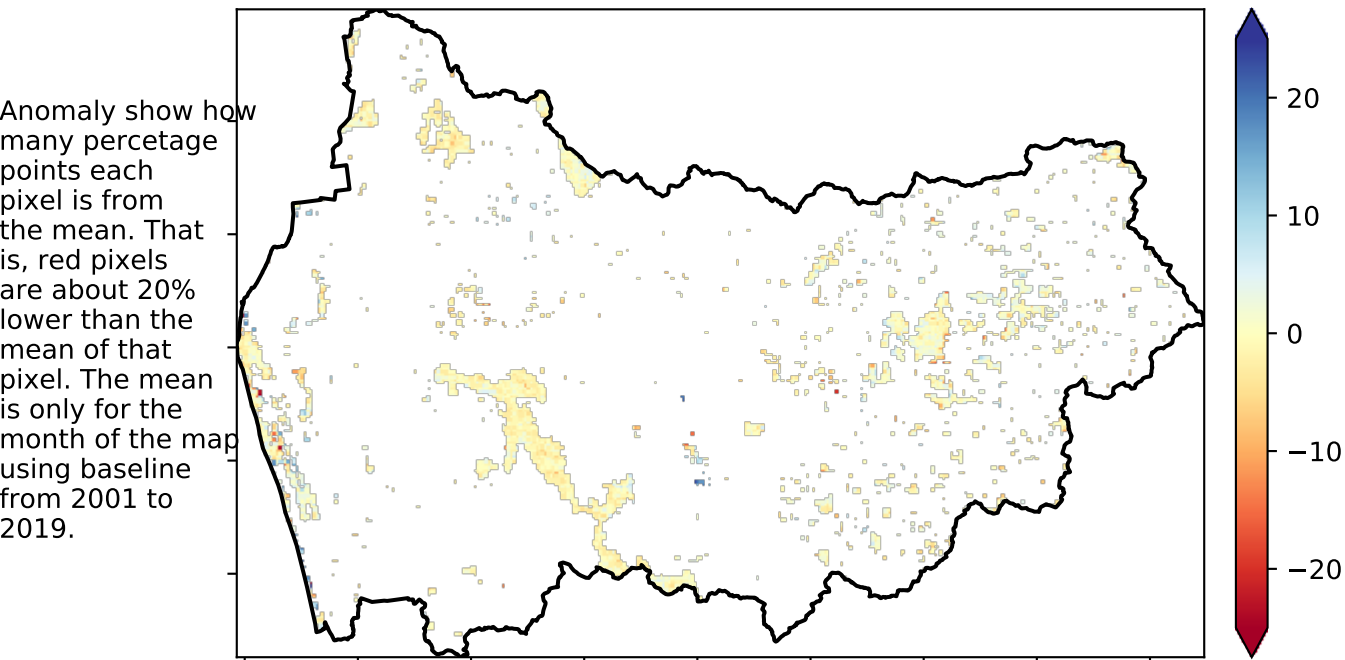 Anomaly show how
many percetage
points each
pixel is from
the mean. That
is, red pixels
are about 20%
lower than the
mean of that
pixel. The mean
is only for the
month of the map
using baseline
from 2001 to
2019.
20
10
0
−10
−20